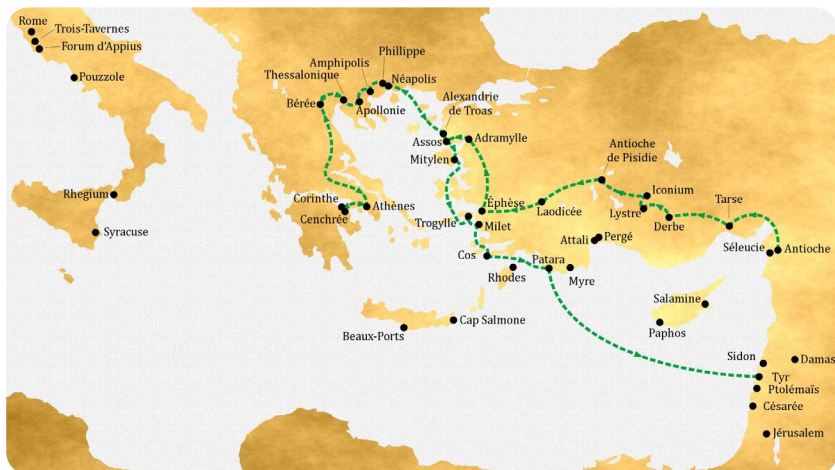 Rome
Trois-Tavernes
Forum d'Appius
Pouzzole
Rhegium
Syracuse
Phillippe
Amphipolis
Néapolis
Thessalonique
Alexandrie
de Troas
Bérée
Apollonie
Assos
Adramylle
Mitylen
Antioche
de Pisidie
Corinthe
Athènes
Cenchrée
Éphèse
Trogylle
Milet
Laodicée
Iconium
Lystre
Derbe
Tarse
Attali
Pergé
Séleucie
Antioche
Cos
Rhodes
Patara
Myre
Beaux-Ports
Cap Salmone
Salamine
Paphos
Sidon
Damas
Tyr
Ptolémaïs
Césarée
Jérusalem